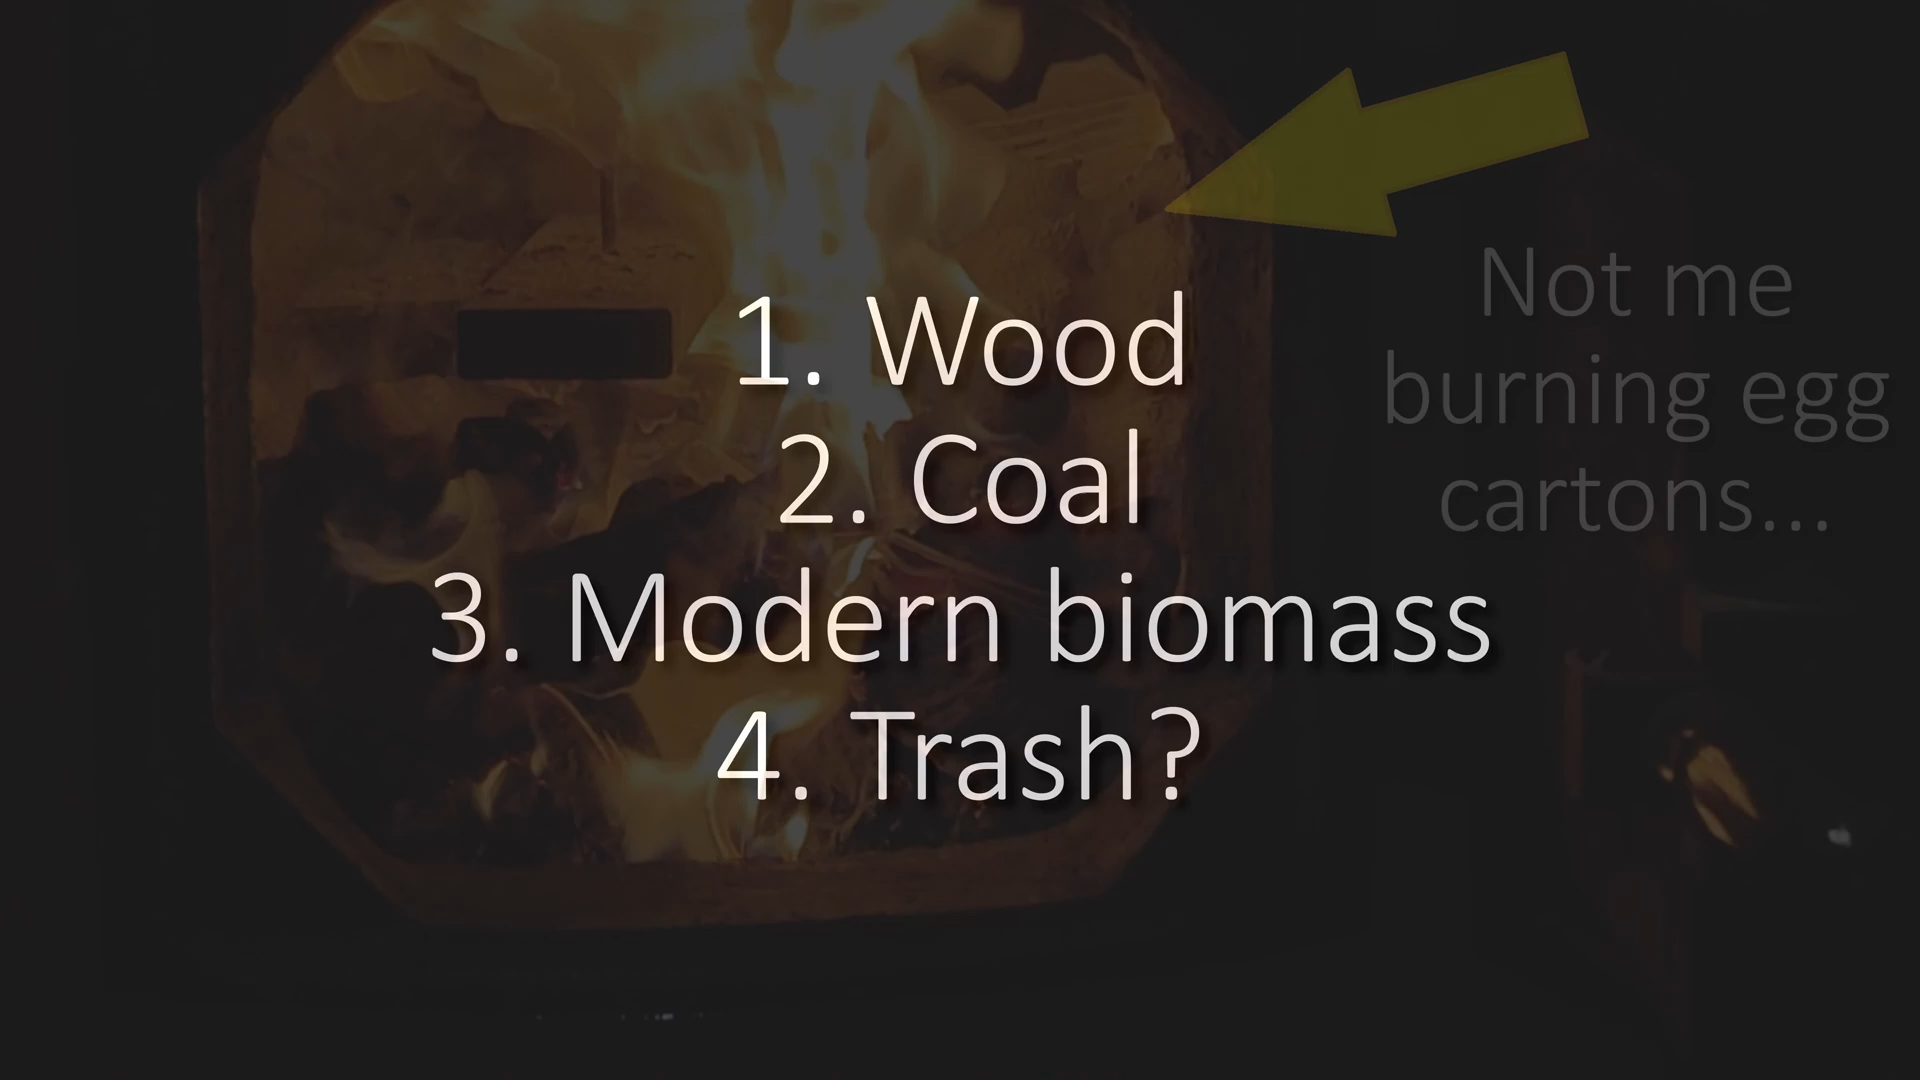 1. Wood
2. Coal
3. Modern biomass
4. Trash?
Not me
burning egg
cartons...